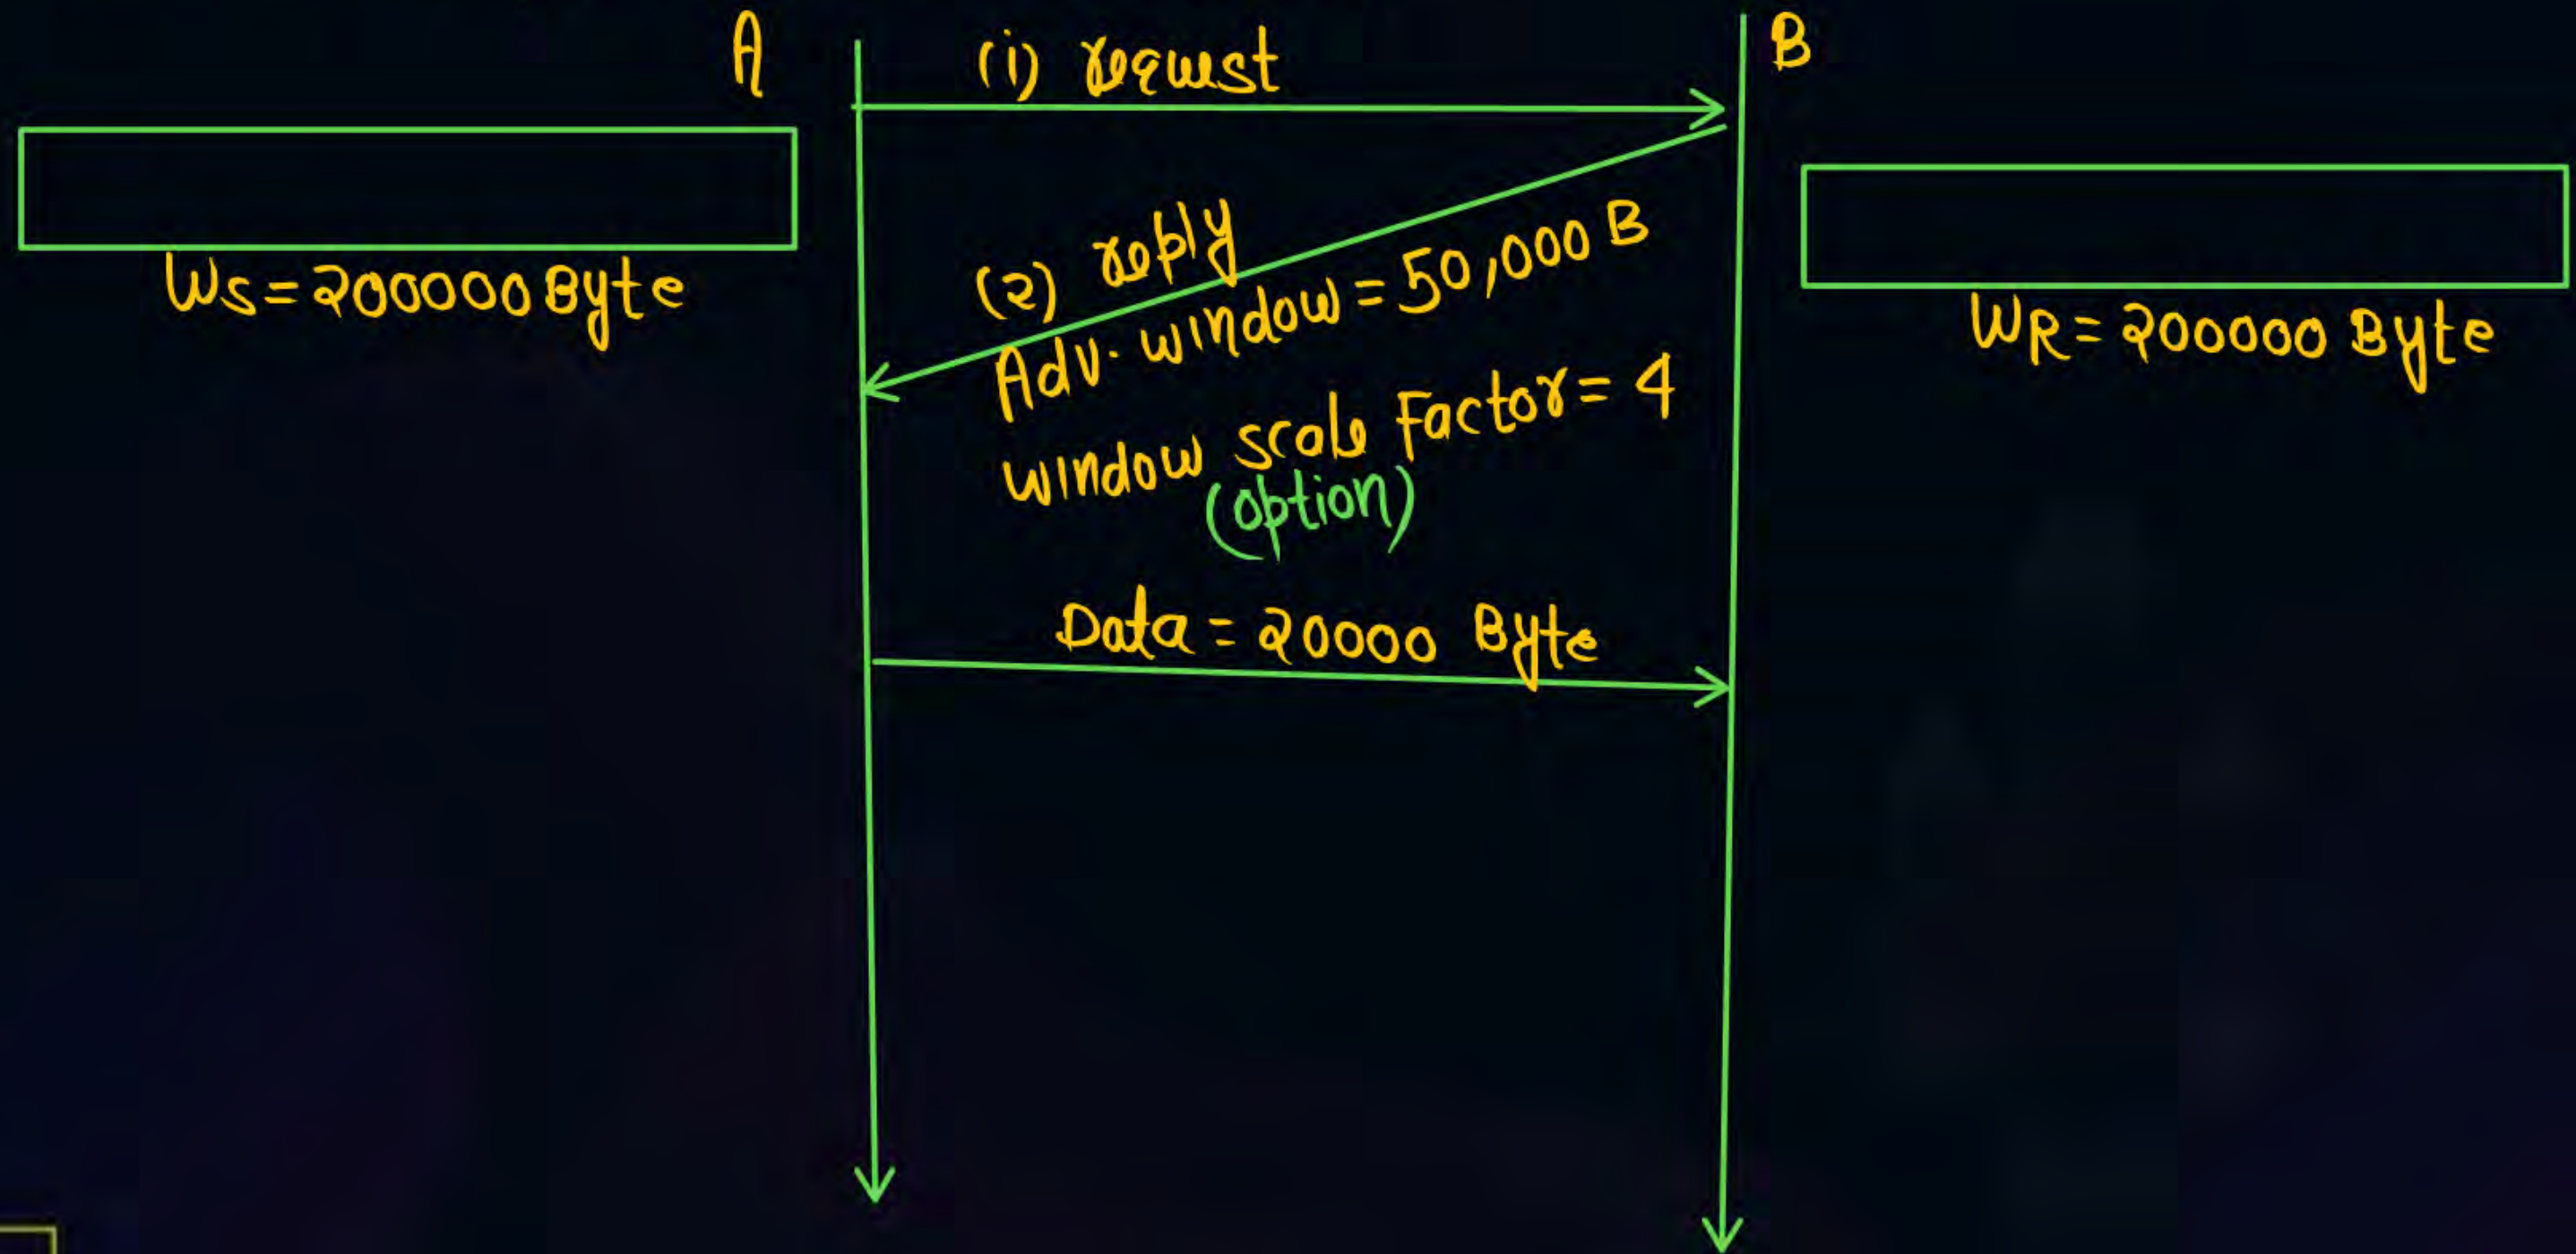 A
(i) request
B
Ws = 200000 Byte
(2) reply
Adv. window = 50,000 B
WR = 200000 Byte
window scale Factor = 4
(option)
Data = 20000 Byte